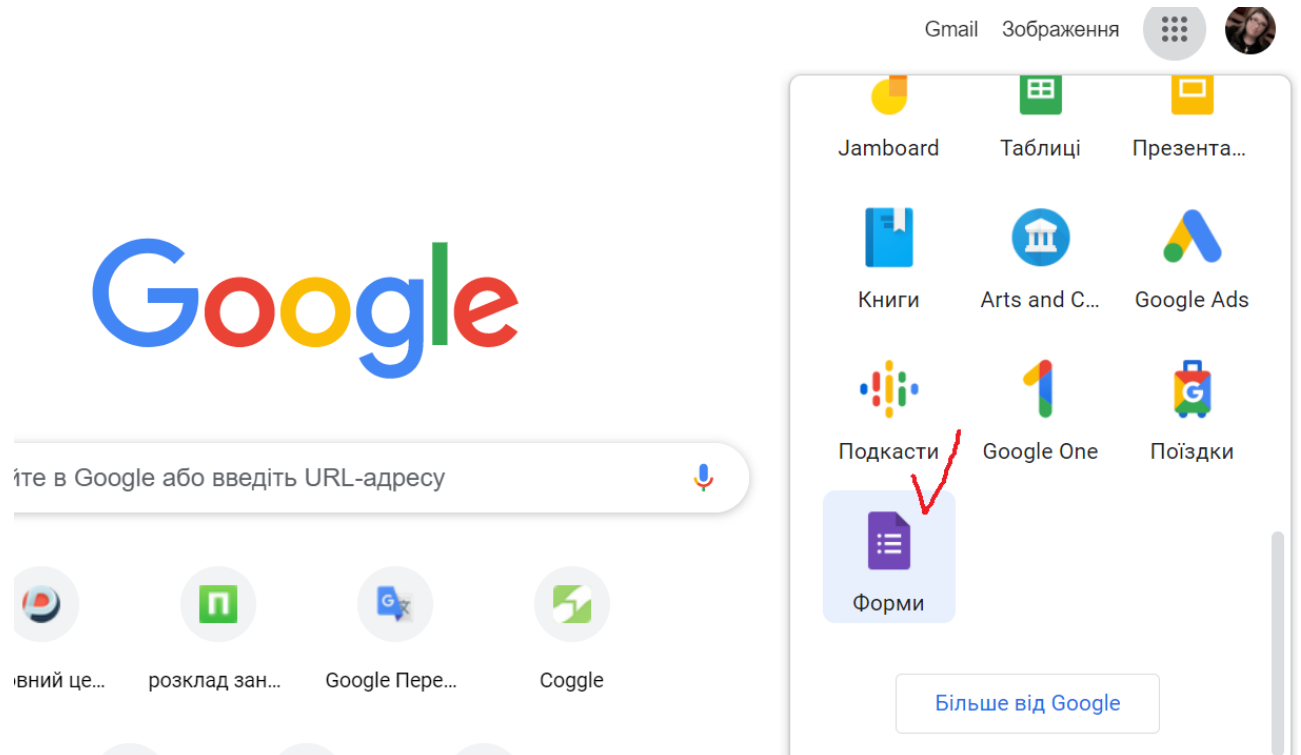 Gmail Зображення
Jamboard Таблиці Презента...
Google
Книги Arts and C... Google Ads
Подкасти Google One Поїздки
йте в Google або введіть URL-адресу
Форми
овний це... розклад зан... Google Пере... Coggle
Більше від Google